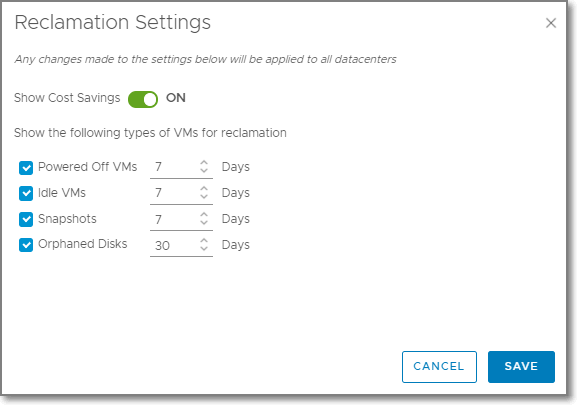 Reclamation Settings
Any changes made to the settings below will be applied to all datacenters
Show Cost Savings ON
Show the following types of VMs for reclamation
Powered Off VMs 7 Days
Idle VMs 7 Days
Snapshots 7 Days
Orphaned Disks 30 Days
CANCEL SAVE